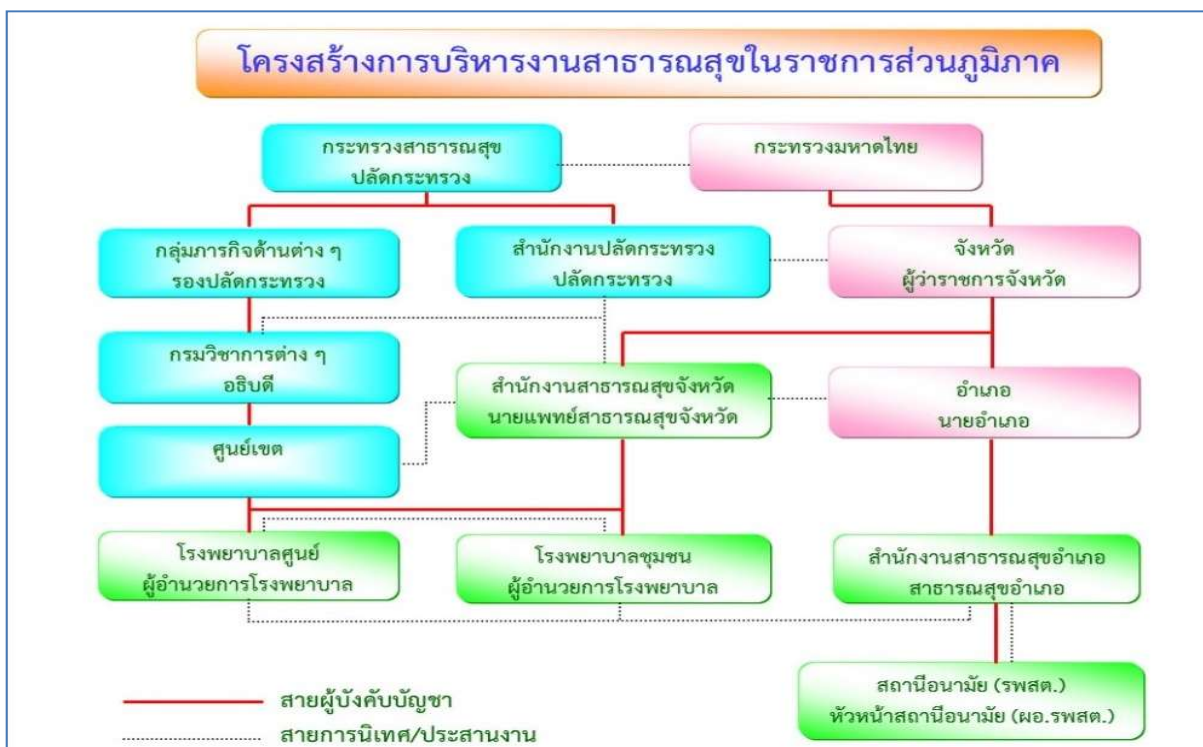 โครงสร้างการบริหารงานสาธารณสุขในราชการส่วนภูมิภาค
กระทรวงสาธารณสุข
ปลัดกระทรวง
กระทรวงมหาดไทย
กลุ่มภารกิจด้านต่าง ๆ
รองปลัดกระทรวง
สำนักงานปลัดกระทรวง
ปลัดกระทรวง
จังหวัด
ผู้ว่าราชการจังหวัด
กรมวิชาการต่าง ๆ
อธิบดี
สำนักงานสาธารณสุขจังหวัด
นายแพทย์สาธารณสุขจังหวัด
อำเภอ
นายอำเภอ
ศูนย์เขต
โรงพยาบาลศูนย์
ผู้อำนวยการโรงพยาบาล
โรงพยาบาลชุมชน
ผู้อำนวยการโรงพยาบาล
สำนักงานสาธารณสุขอำเภอ
สาธารณสุขอำเภอ
สถานีอนามัย (รพสต.)
หัวหน้าสถานีอนามัย (ผอ.รพสต.)
สายผู้บังคับบัญชา
สายการนิเทศ/ประสานงาน